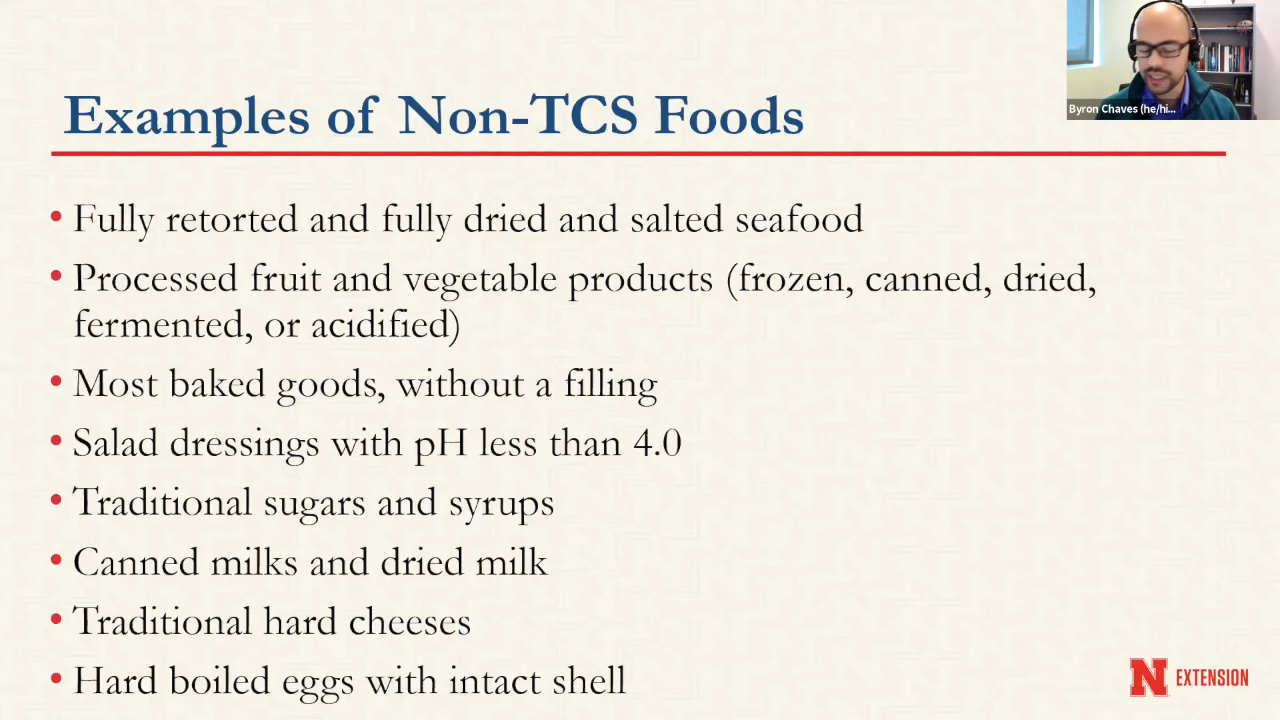 Byron Chaves (he/hi...
Examples of Non-TCS Foods
• Fully retorted and fully dried and salted seafood
• Processed fruit and vegetable products (frozen, canned, dried,
fermented, or acidified)
• Most baked goods, without a filling
• Salad dressings with pH less than 4.0
• Traditional sugars and syrups
• Canned milks and dried milk
• Traditional hard cheeses
• Hard boiled eggs with intact shell
N EXTENSION